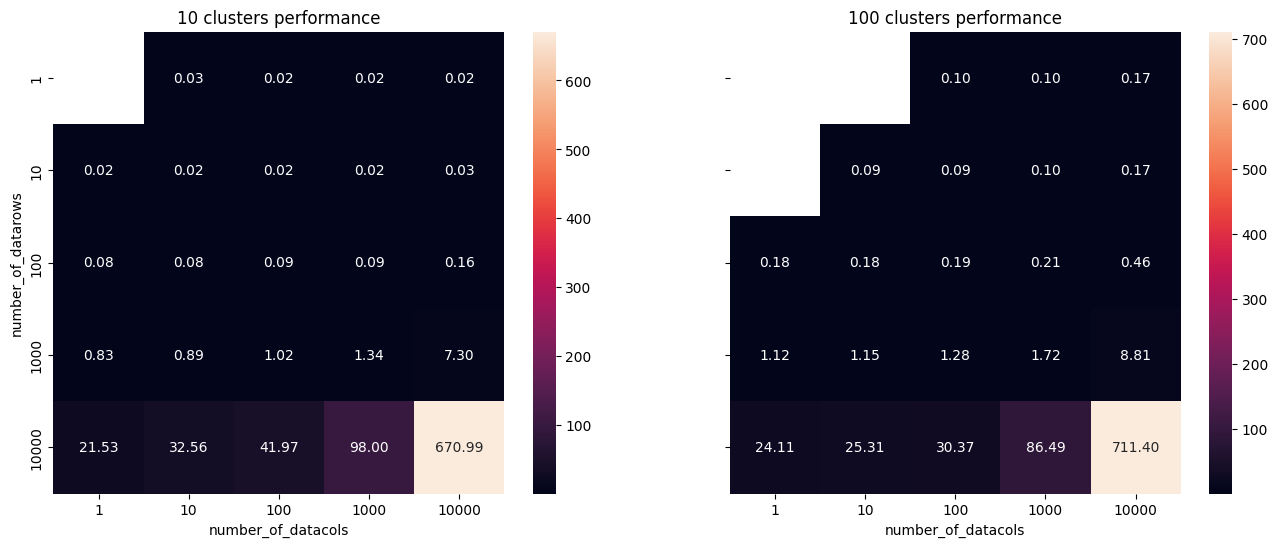 10 clusters performance
1 0.03 0.02 0.02 0.02
10 0.02 0.02 0.02 0.02 0.03
100 0.08 0.08 0.09 0.09 0.16
1000 0.83 0.89 1.02 1.34 7.30
10000 21.53 32.56 41.97 98.00 670.99
number_of_datarows
1 10 100 1000 10000
number_of_datacols
600
500
400
300
200
100
100 clusters performance
0.10 0.10 0.17
0.09 0.09 0.10 0.17
0.18 0.18 0.19 0.21 0.46
1.12 1.15 1.28 1.72 8.81
24.11 25.31 30.37 86.49 711.40
1 10 100 1000 10000
number_of_datacols
700
600
500
400
300
200
100